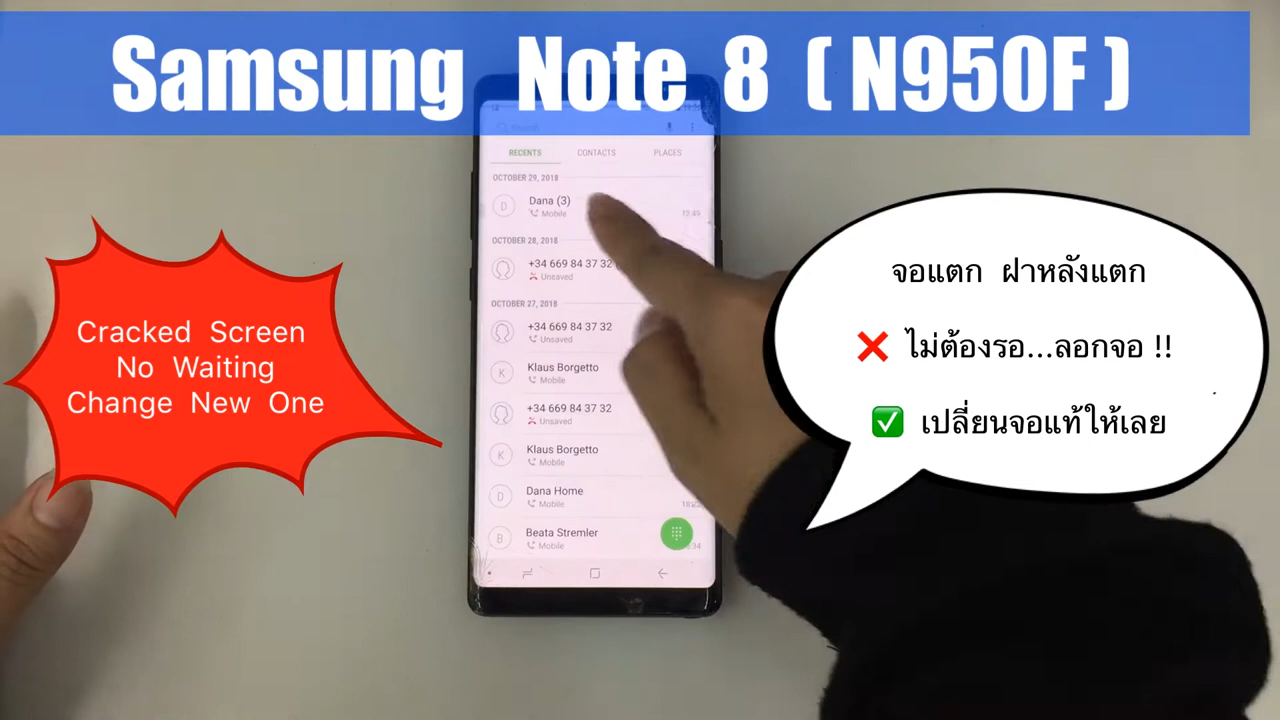 Samsung Note 8 ( N950F )
Search
RECENTS CONTACTS PLACES
OCTOBER 29, 2018
D Dana (3)
Mobile 12:49
OCTOBER 28, 2018
+34 669 84 37 32
Unsaved
OCTOBER 27, 2018
+34 669 84 37 32
Unsaved
K Klaus Borgetto
Mobile
+34 669 84 37 32
Unsaved
K Klaus Borgetto
Mobile
D Dana Home
Mobile
B Beata Stremler
Mobile
Cracked Screen
No Waiting
Change New One
จอแตก ฝาหลังแตก
❌ ไม่ต้องรอ...ลอกจอ !!
✅ เปลี่ยนจอแท้ให้เลย